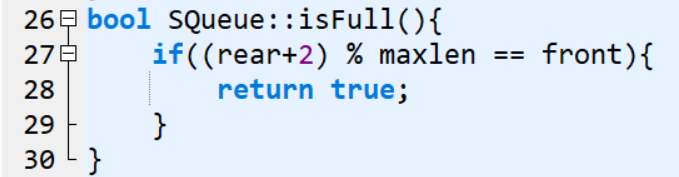 26 bool SQueue::isFull(){
27     if((rear+2) % maxlen == front){
28         return true;
29     }
30 }